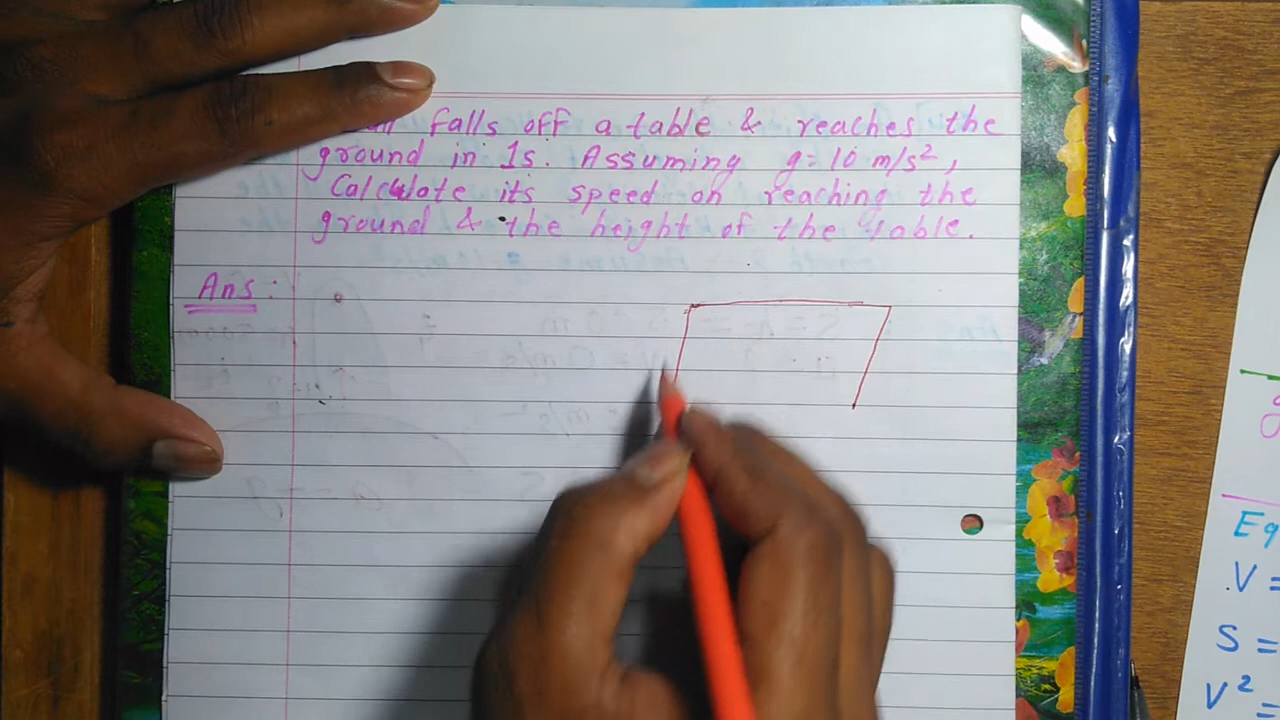 falls off a table & reaches the
ground in 1s. Assuming g=10 m/s²,
Calculate its speed on reaching the
ground & the height of the table.
Ans:
g
Eq
V =
S =
V² =